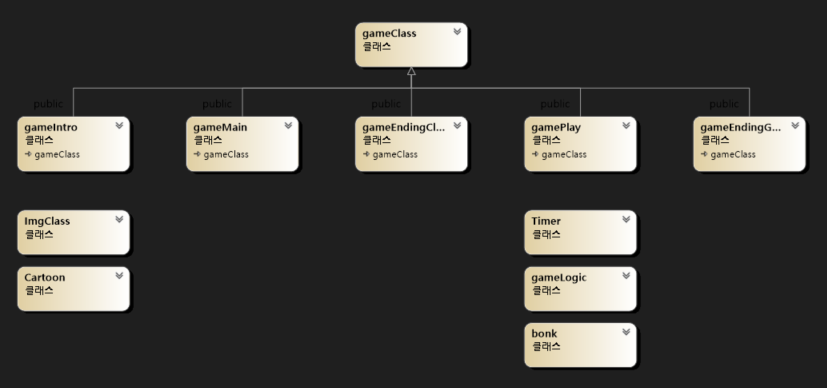 gameClass
클래스
public
public
public
public
public
gameIntro
클래스
gameClass
gameMain
클래스
gameClass
gameEndingCl...
클래스
gameClass
gamePlay
클래스
gameClass
gameEndingG...
클래스
gameClass
ImgClass
클래스
Timer
클래스
Cartoon
클래스
gameLogic
클래스
bonk
클래스